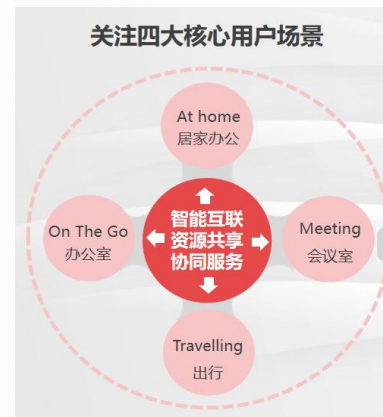 关注四大核心用户场景
At home
居家办公
On The Go
办公室
智能互联
资源共享
协同服务
Meeting
会议室
Travelling
出行